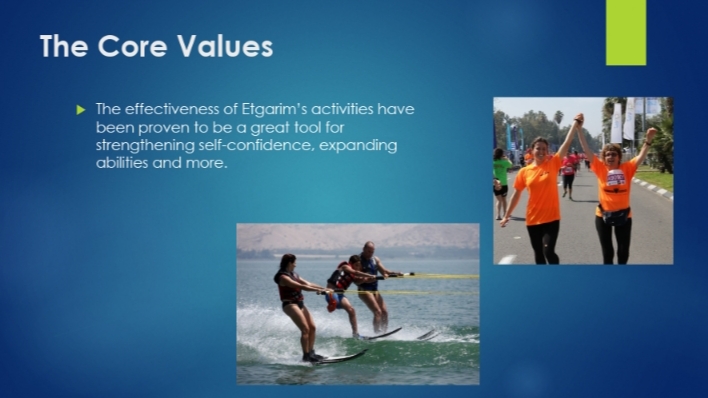 The Core Values
The effectiveness of Etgarim's activities have
been proven to be a great tool for
strengthening self-confidence, expanding
abilities and more.